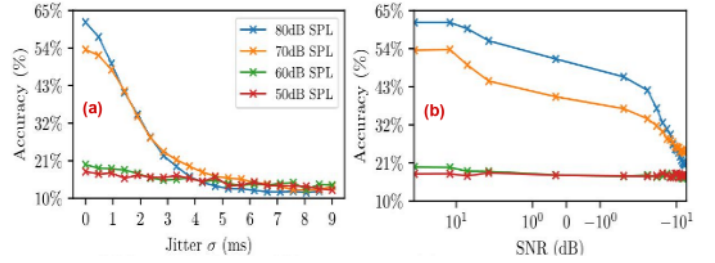 65%
54%
43%
32%
21%
10%
Accuracy (%)
(a)
80dB SPL
70dB SPL
60dB SPL
50dB SPL
0 1 2 3 4 5 6 7 8 9
Jitter σ (ms)
65%
54%
43%
32%
21%
10%
Accuracy (%)
(b)
10¹ 10⁰ 0 −10⁰ −10¹
SNR (dB)